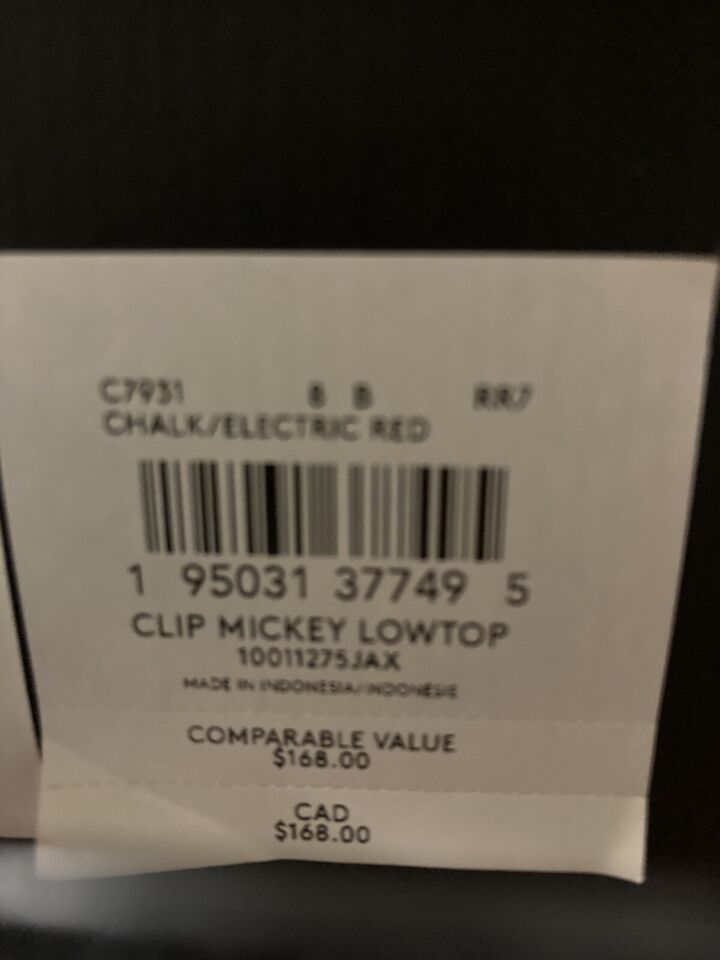 C7931 8 B RR7
CHALK/ELECTRIC RED
1 95031 37749 5
CLIP MICKEY LOWTOP
10011275JAX
MADE IN INDONESIA/INDONESIE
COMPARABLE VALUE
$168.00
CAD
$168.00